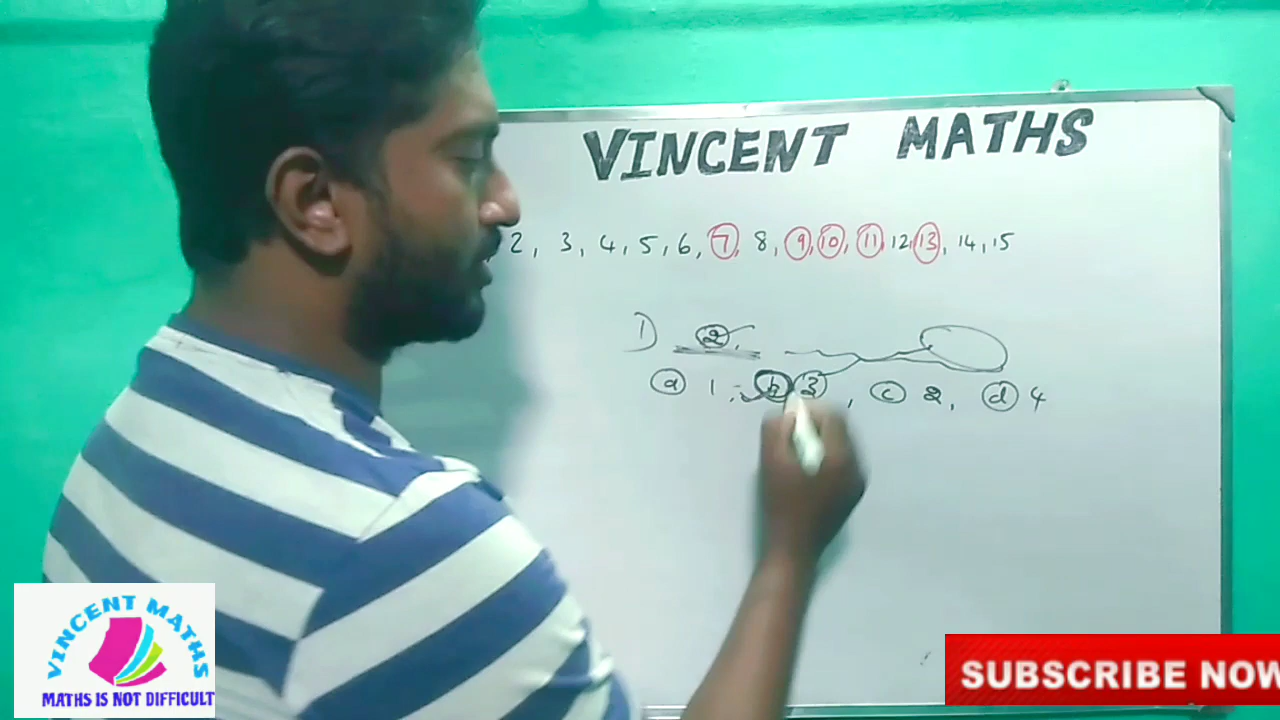 VINCENT MATHS
2, 3, 4, 5, 6, 7, 8, 9, 10, 11, 12, 13, 14, 15
1) 2,
a 1, b 3, c 2, d 4
VINCENT MATHS
MATHS IS NOT DIFFICULT
SUBSCRIBE NOW